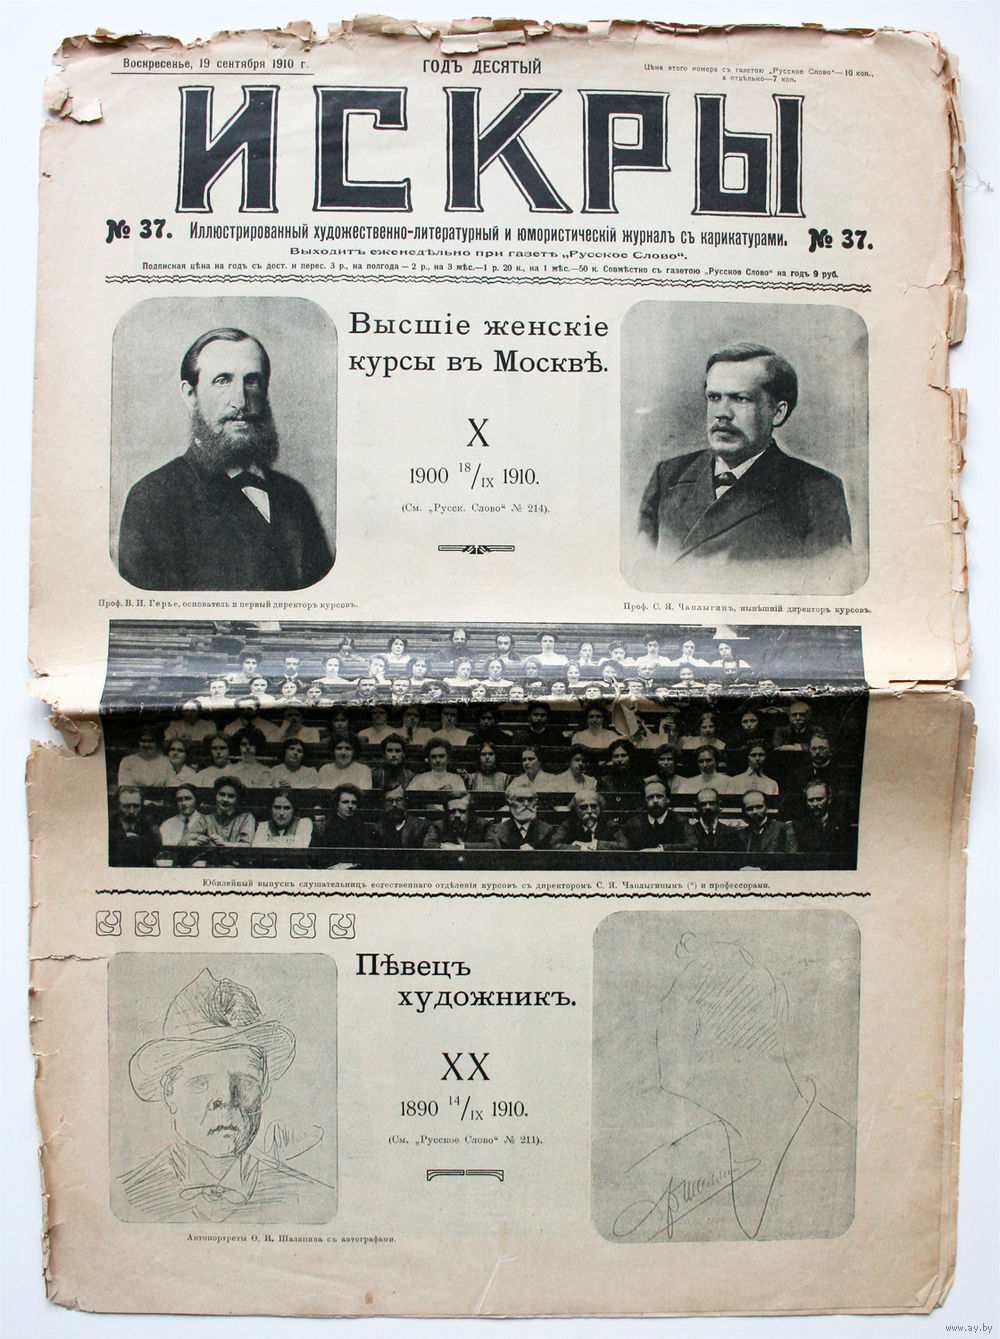 Воскресенье, 19 сентября 1910 г.
ГОДЪ ДЕСЯТЫЙ
Цѣна этого номера съ газетою „Русское Слово“—10 коп.,
а отдѣльно—7 коп.
ИСКРЫ
№ 37.
Иллюстрированный художественно-литературный и юмористическій журналъ съ карикатурами.
№ 37.
Выходитъ еженедѣльно при газетѣ „Русское Слово“.
Подписная цѣна на годъ съ дост. и перес. 3 р., на полгода — 2 р., на 3 мѣс.—1 р. 20 к., на 1 мѣс.—50 к. Совмѣстно съ газетою „Русское Слово“ на годъ 9 руб.
Высшіе женскіе
курсы въ Москвѣ.
X
1900 18/IX 1910.
(См. „Русск. Слово“ № 214).
Проф. В. И. Герье, основатель и первый директоръ курсовъ.
Проф. С. Я. Чаплыгинъ, нынѣшній директоръ курсовъ.
*
Юбилейный выпускъ слушательницъ естественнаго отдѣленія курсовъ съ директоромъ С. Я. Чаплыгинымъ (*) и профессорами.
Пѣвецъ
художникъ.
XX
1890 14/IX 1910.
(См. „Русское Слово“ № 211).
Автопортреты Ѳ. И. Шаляпина съ автографами.
www.ay.by